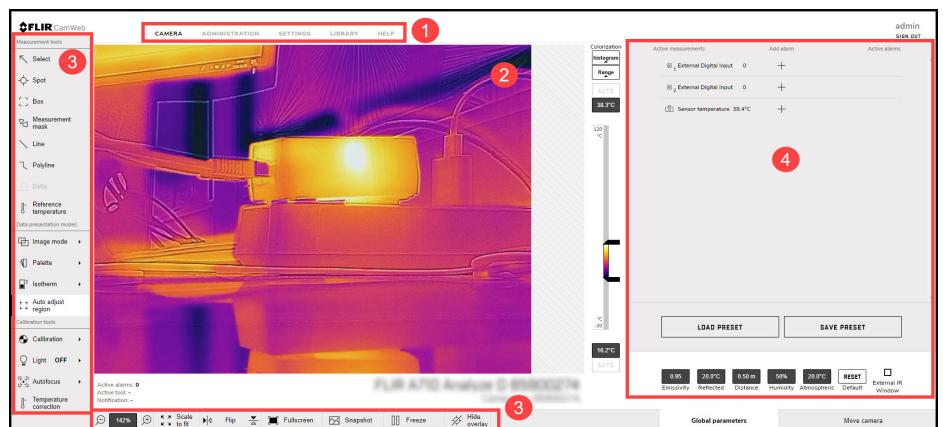 FLIR CamWeb
CAMERA ADMINISTRATION SETTINGS LIBRARY HELP
1
admin
SIGN OUT
Measurement tools
3
Select
Spot
Box
Measurement
mask
Line
Polyline
Delta
Reference
temperature
Data presentation modes
Image mode
Palette
Isotherm
Auto adjust
region
Calibration tools
Calibration
Light OFF
Autofocus
Temperature
correction
2
Colorization
histogram
Range
AUTO
38.3°C
120
°C
°C
-20
16.2°C
AUTO
Active measurements Add alarm Active alarms
1 External Digital Input 0
2 External Digital Input 0
Sensor temperature 38.4°C
4
LOAD PRESET SAVE PRESET
0.95 20.0°C 0.50 m 50% 20.0°C RESET
Emissivity Reflected Distance Humidity Atmospheric Default External IR
Window
Active alarms: 0
Active tool: -
Notification: -
FLIR A710
3
142% Scale
to fit
Flip
Fullscreen
Snapshot
Freeze
Hide
overlay
Global parameters Move camera